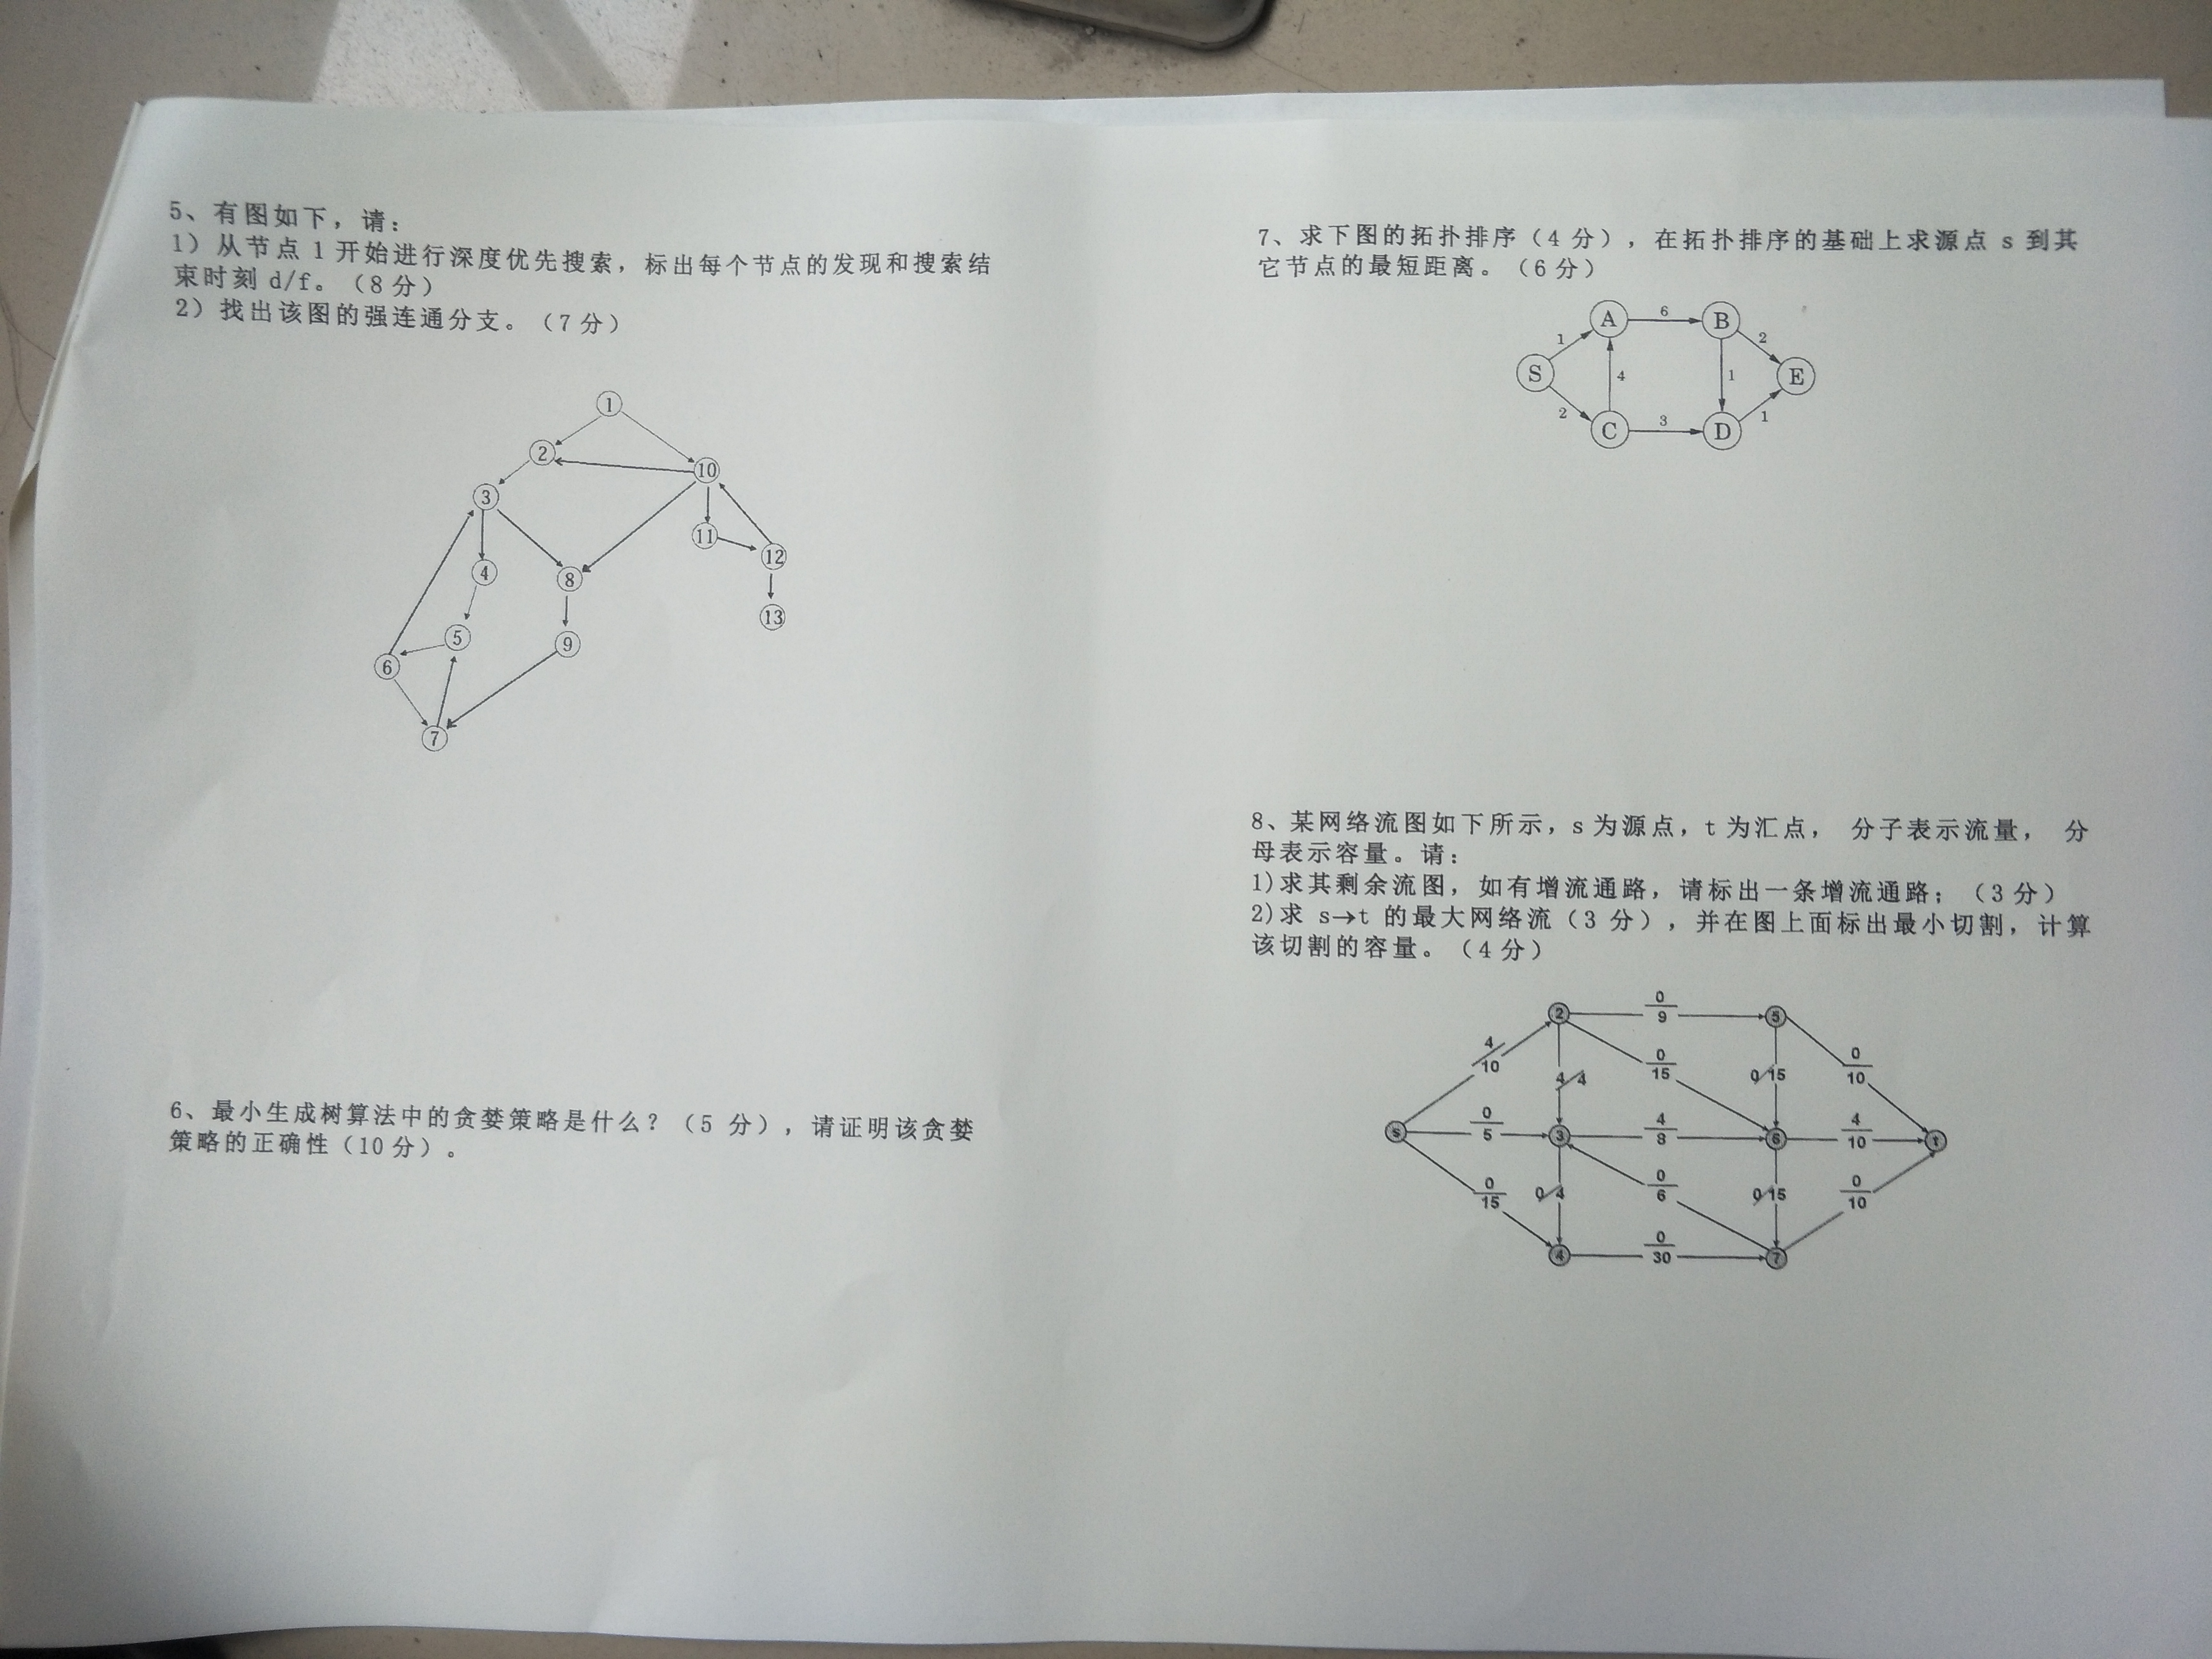 5、有图如下，请：
1）从节点 1 开始进行深度优先搜索，标出每个节点的发现和搜索结
束时刻 d/f。（8 分）
2）找出该图的强连通分支。（7 分）
1
2
10
3
11
12
4
8
13
5
9
6
7
6、最小生成树算法中的贪婪策略是什么？（5 分），请证明该贪婪
策略的正确性（10 分）。
7、求下图的拓扑排序（4 分），在拓扑排序的基础上求源点 s 到其
它节点的最短距离。（6 分）
A 6 B
1 2
S 4 1 E
2 3 1
C D
8、某网络流图如下所示，s 为源点，t 为汇点， 分子表示流量， 分
母表示容量。请：
1)求其剩余流图，如有增流通路，请标出一条增流通路；（3 分）
2)求 s→t 的最大网络流（3 分），并在图上面标出最小切割，计算
该切割的容量。（4 分）
2 0/9 5
4/10 0/15 0/10
4/4 0/15
s 0/5 3 4/8 6 4/10 t
0/15 0/4 0/6 0/15 0/10
4 0/30 7